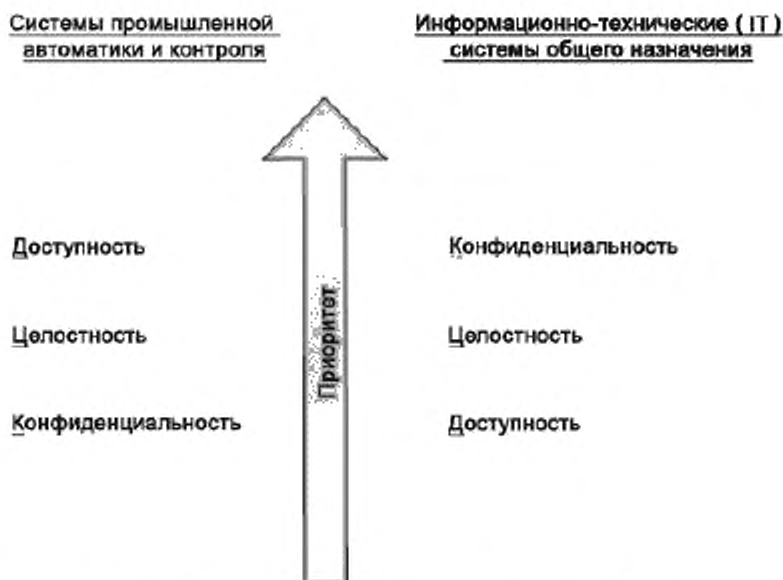 Системы промышленной
автоматики и контроля
Информационно-технические ( IT )
системы общего назначения
Доступность
Целостность
Конфиденциальность
Приоритет
Конфиденциальность
Целостность
Доступность